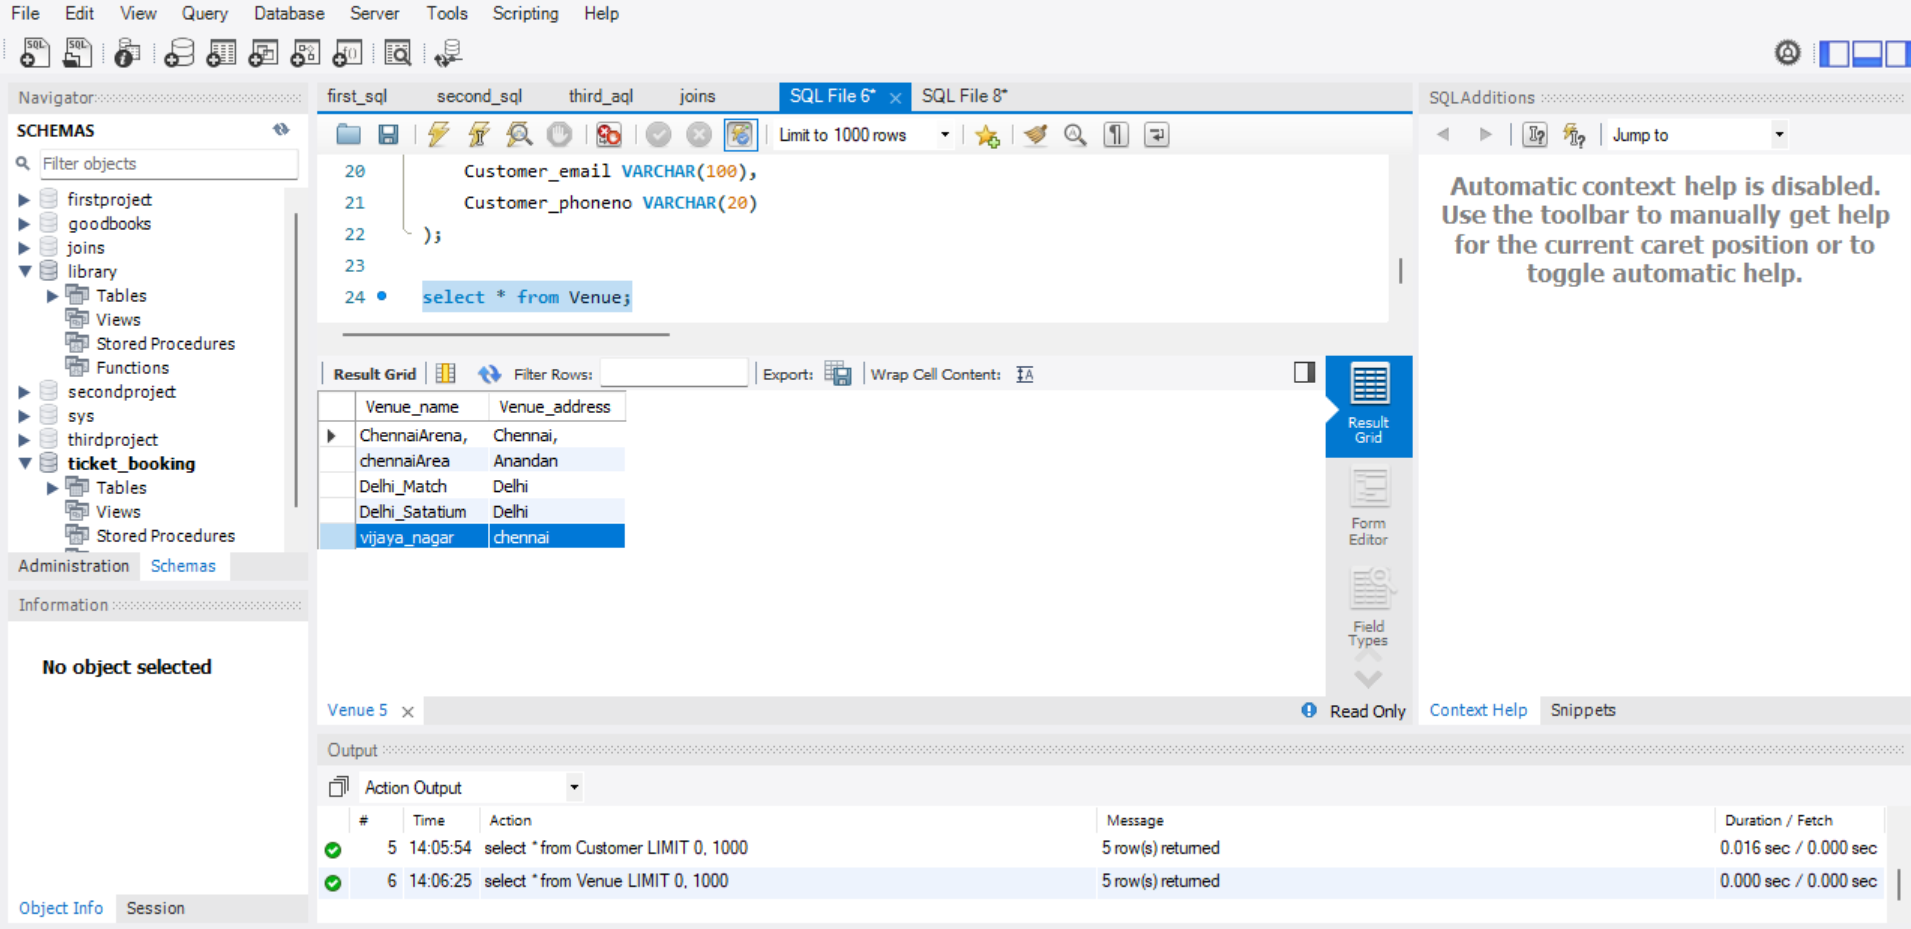 File Edit View Query Database Server Tools Scripting Help
Navigator
SCHEMAS
Filter objects
firstproject
goodbooks
joins
library
Tables
Views
Stored Procedures
Functions
secondproject
sys
thirdproject
ticket_booking
Tables
Views
Stored Procedures
Administration Schemas
Information
No object selected
Object Info Session
first_sql second_sql third_aql joins SQL File 6* SQL File 8*
Limit to 1000 rows
20 Customer_email VARCHAR(100),
21 Customer_phoneno VARCHAR(20)
22 );
23
24 select * from Venue;
Result Grid Filter Rows: Export: Wrap Cell Content:
Venue_name Venue_address
ChennaiArena, Chennai,
chennaiArea Anandan
Delhi_Match Delhi
Delhi_Satatium Delhi
vijaya_nagar chennai
Result
Grid
Form
Editor
Field
Types
Venue 5 Read Only
SQLAdditions
Jump to
Automatic context help is disabled.
Use the toolbar to manually get help
for the current caret position or to
toggle automatic help.
Context Help Snippets
Output
Action Output
# Time Action Message Duration / Fetch
5 14:05:54 select * from Customer LIMIT 0, 1000 5 row(s) returned 0.016 sec / 0.000 sec
6 14:06:25 select * from Venue LIMIT 0, 1000 5 row(s) returned 0.000 sec / 0.000 sec